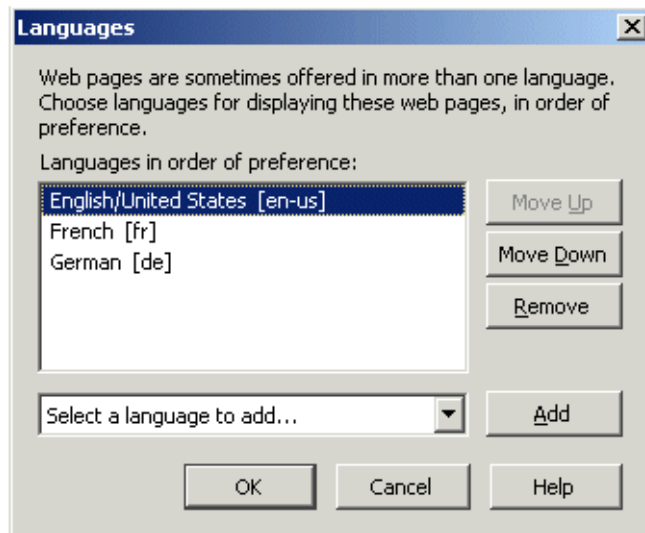 Languages
Web pages are sometimes offered in more than one language.
Choose languages for displaying these web pages, in order of
preference.
Languages in order of preference:
English/United States [en-us]
French [fr]
German [de]
Move Up
Move Down
Remove
Select a language to add...
Add
OK
Cancel
Help